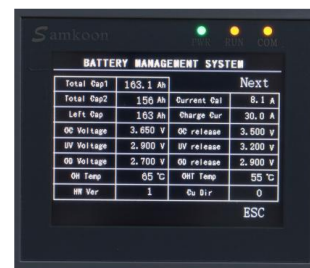 Samkoon
PWR RUN COM
BATTERY MANAGEMENT SYSTEM
Total Cap1 163.1 Ah Next
Total Cap2 156 Ah Current Cal 8.1 A
Left Cap 163 Ah Charge Cur 30.0 A
OC Voltage 3.650 V OC release 3.500 V
UV Voltage 2.900 V UV release 3.200 V
OD Voltage 2.700 V OD release 2.900 V
OH Temp 65 ℃ OHT Temp 55 ℃
HW Ver 1 Cu Dir 0
ESC